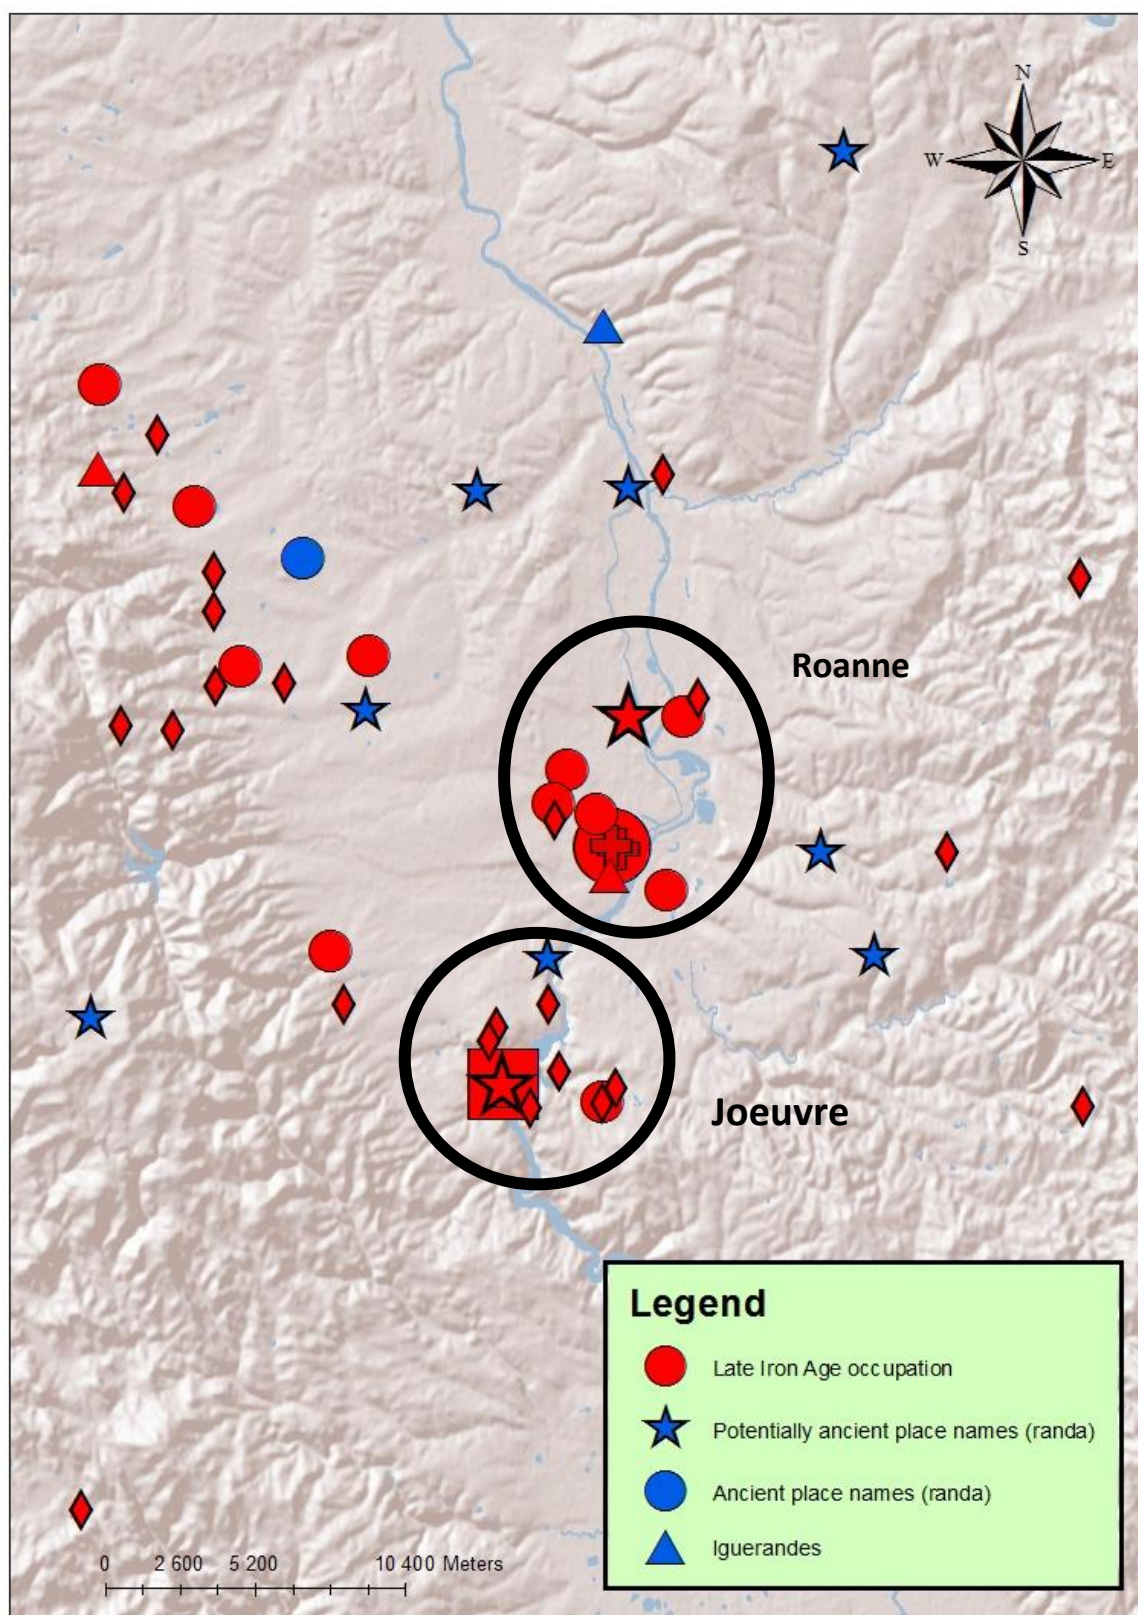 N
W E
S
Roanne
Joeuvre
Legend
Late Iron Age occupation
Potentially ancient place names (randa)
Ancient place names (randa)
Iguerandes
0 2 600 5 200 10 400 Meters